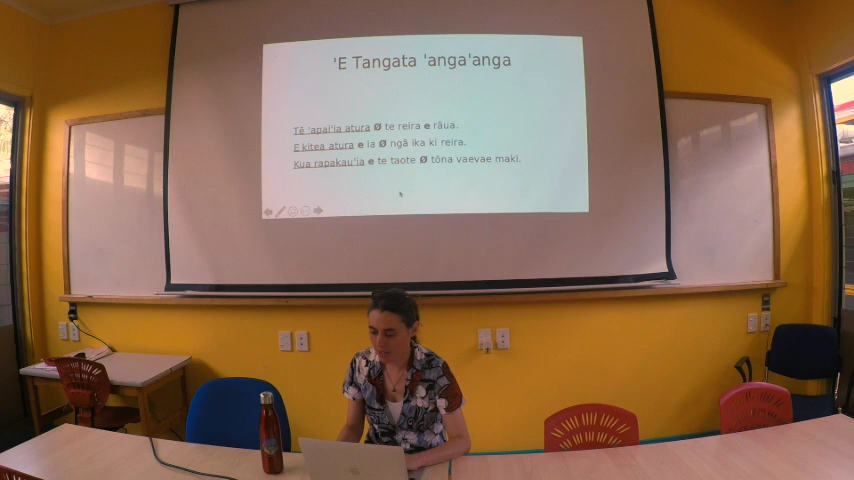 'E Tangata 'anga'anga
Tē 'apai'ia atura Ø te reira e rāua.
E kitea atura e ia Ø ngā ika ki reira.
Kua rapakau'ia e te taote Ø tōna vaevae maki.